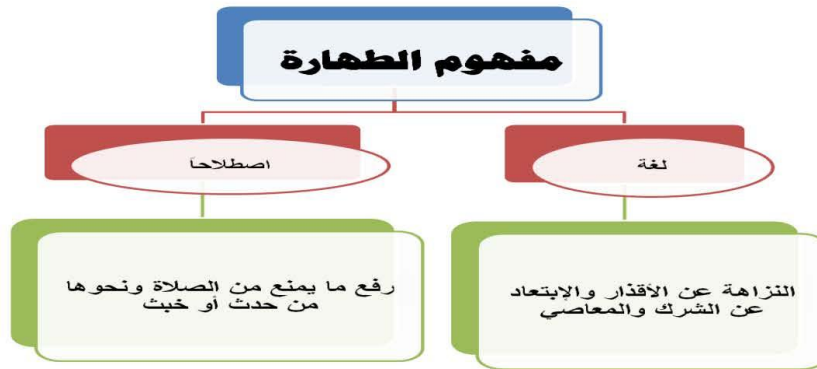 مفهوم الطهارة
لغة
اصطلاحاً
النزاهة عن الأقذار والإبتعاد
عن الشرك والمعاصي
رفع ما يمنع من الصلاة ونحوها
من حدث أو خبث